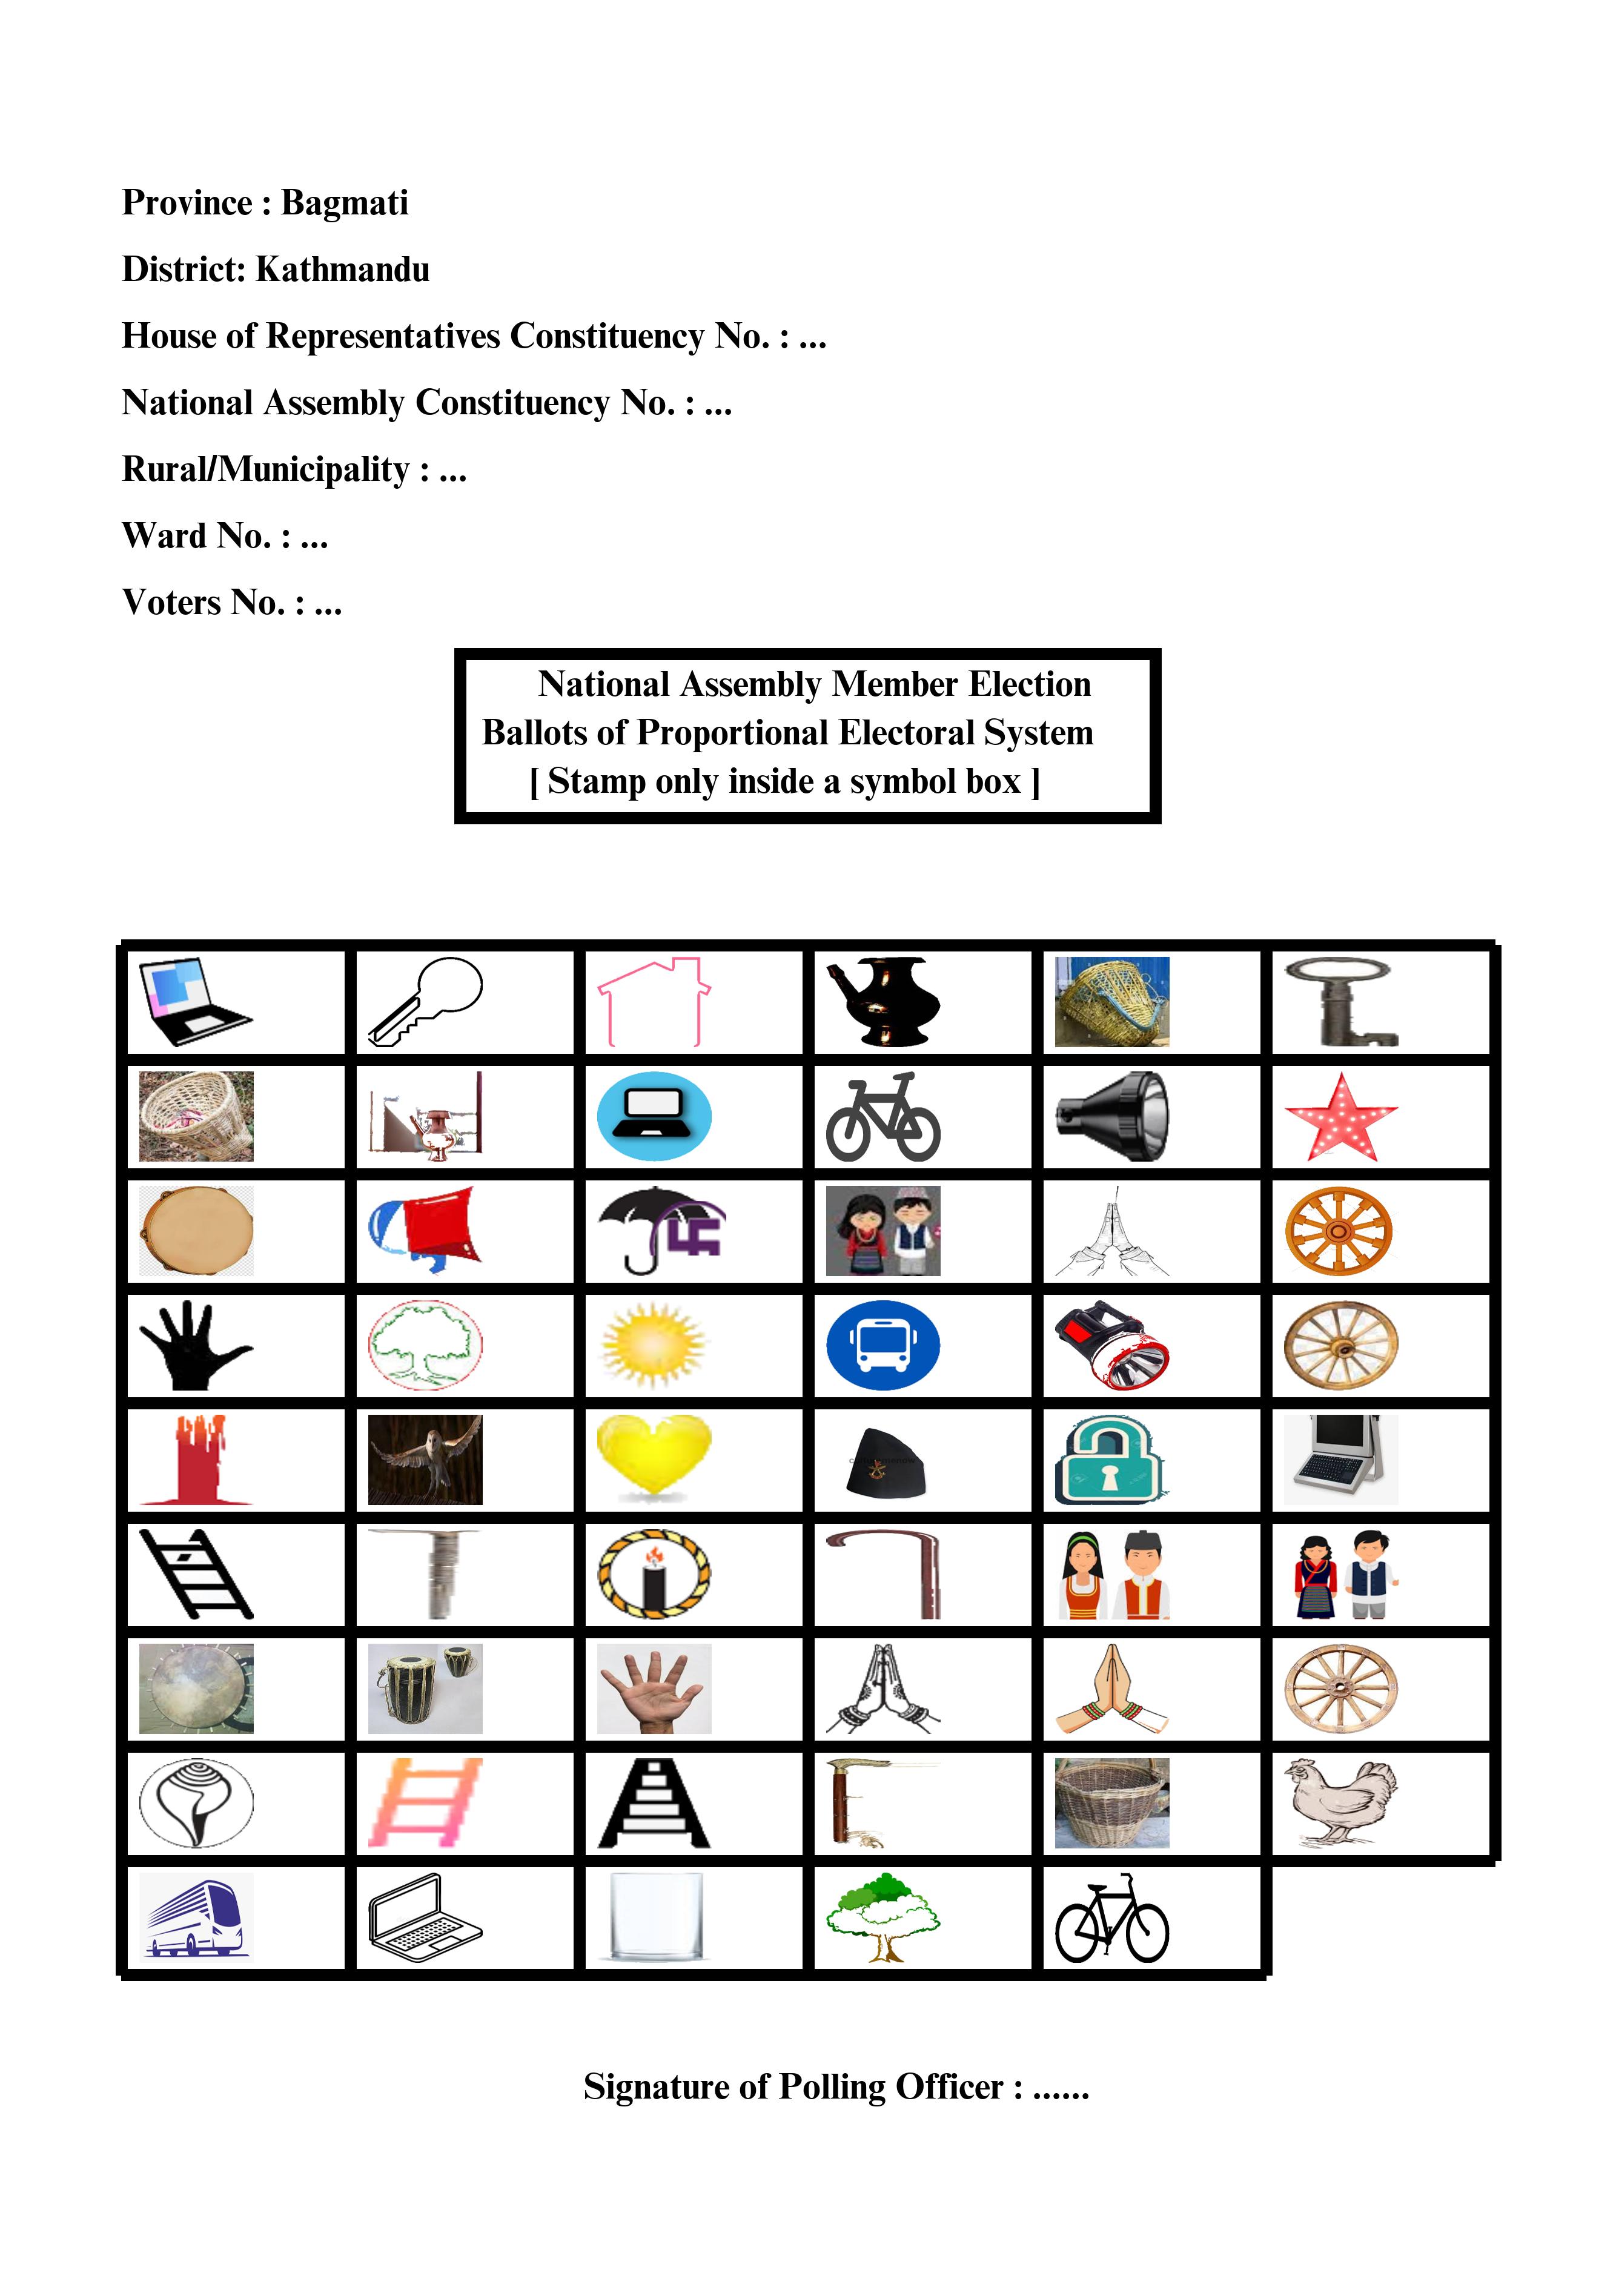 Province : Bagmati
District: Kathmandu
House of Representatives Constituency No. : ...
National Assembly Constituency No. : ...
Rural/Municipality : ...
Ward No. : ...
Voters No. : ...
National Assembly Member Election
Ballots of Proportional Electoral System
[ Stamp only inside a symbol box ]
Signature of Polling Officer : ......